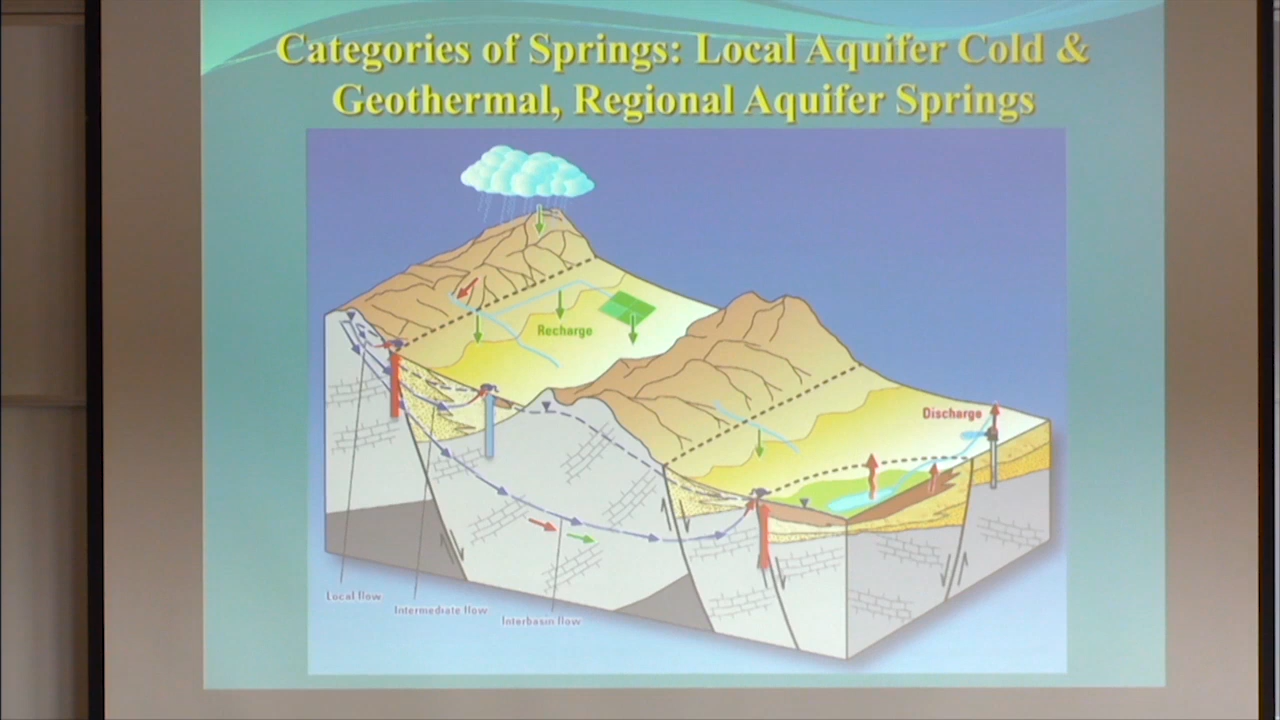 Categories of Springs: Local Aquifer Cold &
Geothermal, Regional Aquifer Springs
Recharge
Discharge
Local flow
Intermediate flow
Interbasin flow